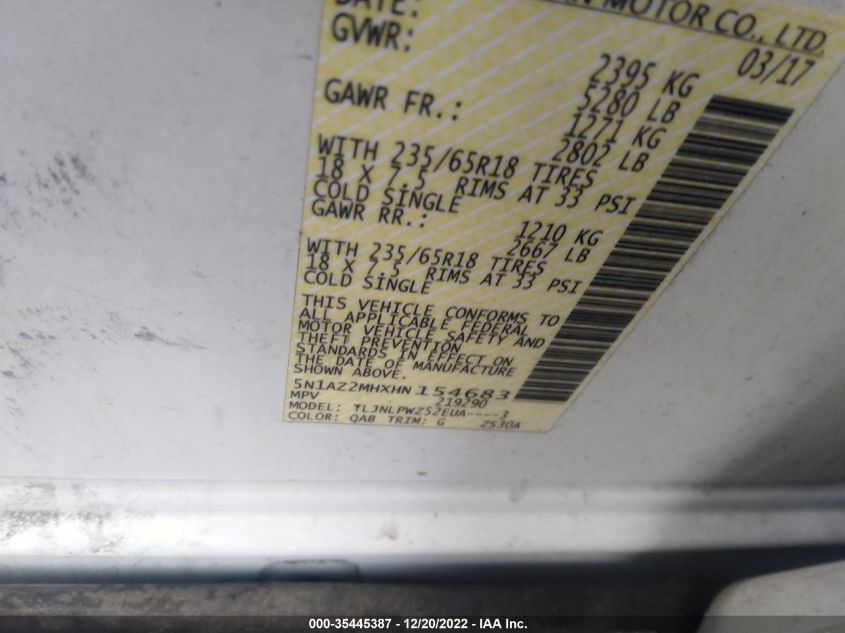 DATE:
MOTOR CO., LTD.
GVWR:
03/17
2395 KG
5280 LB
GAWR FR.:
1271 KG
2802 LB
WITH 235/65R18 TIRES
18 X 7.5 RIMS AT 33 PSI
COLD SINGLE
GAWR RR.:
1210 KG
2667 LB
WITH 235/65R18 TIRES
18 X 7.5 RIMS AT 33 PSI
COLD SINGLE
THIS VEHICLE CONFORMS TO
ALL APPLICABLE FEDERAL
MOTOR VEHICLE SAFETY AND
THEFT PREVENTION
STANDARDS IN EFFECT ON
THE DATE OF MANUFACTURE
SHOWN ABOVE.
5N1AZ2MHXHN154683
MPV 219290
MODEL: TLJNLPWZ52EUA----3
COLOR: QAB TRIM: G ZS30A
000-35445387 - 12/20/2022 - IAA Inc.